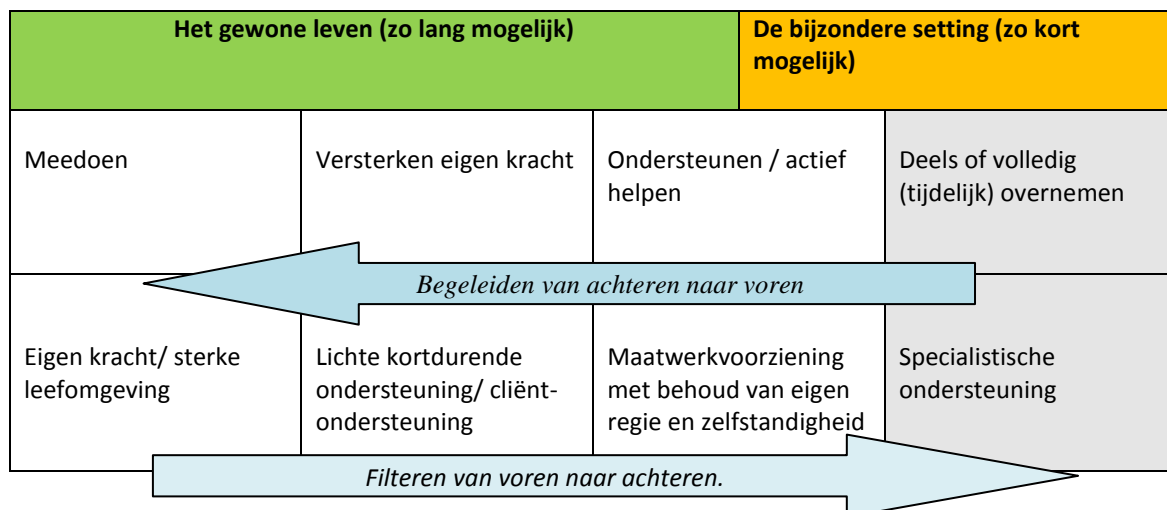 Het gewone leven (zo lang mogelijk)
De bijzondere setting (zo kort
mogelijk)
Meedoen
Versterken eigen kracht
Ondersteunen / actief
helpen
Deels of volledig
(tijdelijk) overnemen
Begeleiden van achteren naar voren
Eigen kracht/ sterke
leefomgeving
Lichte kortdurende
ondersteuning/ cliënt-
ondersteuning
Maatwerkvoorziening
met behoud van eigen
regie en zelfstandigheid
Specialistische
ondersteuning
Filteren van voren naar achteren.